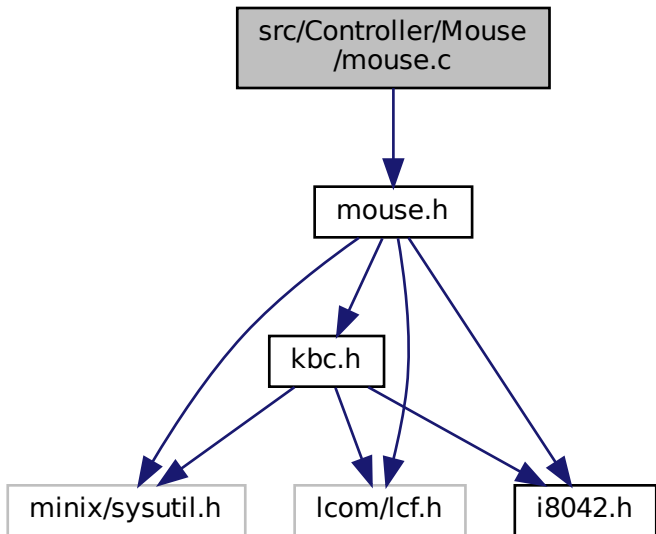 src/Controller/Mouse
/mouse.c
mouse.h
kbc.h
minix/sysutil.h
lcom/lcf.h
i8042.h